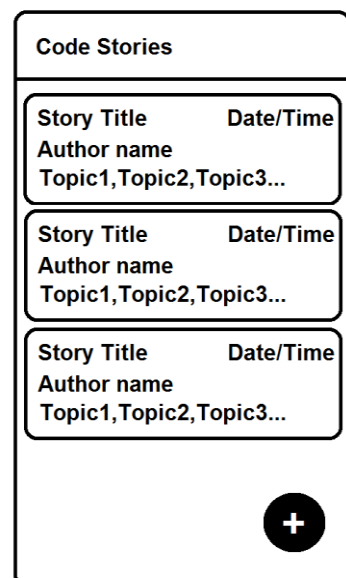 Code Stories
Story Title Date/Time
Author name
Topic1,Topic2,Topic3...
Story Title Date/Time
Author name
Topic1,Topic2,Topic3...
Story Title Date/Time
Author name
Topic1,Topic2,Topic3...
+